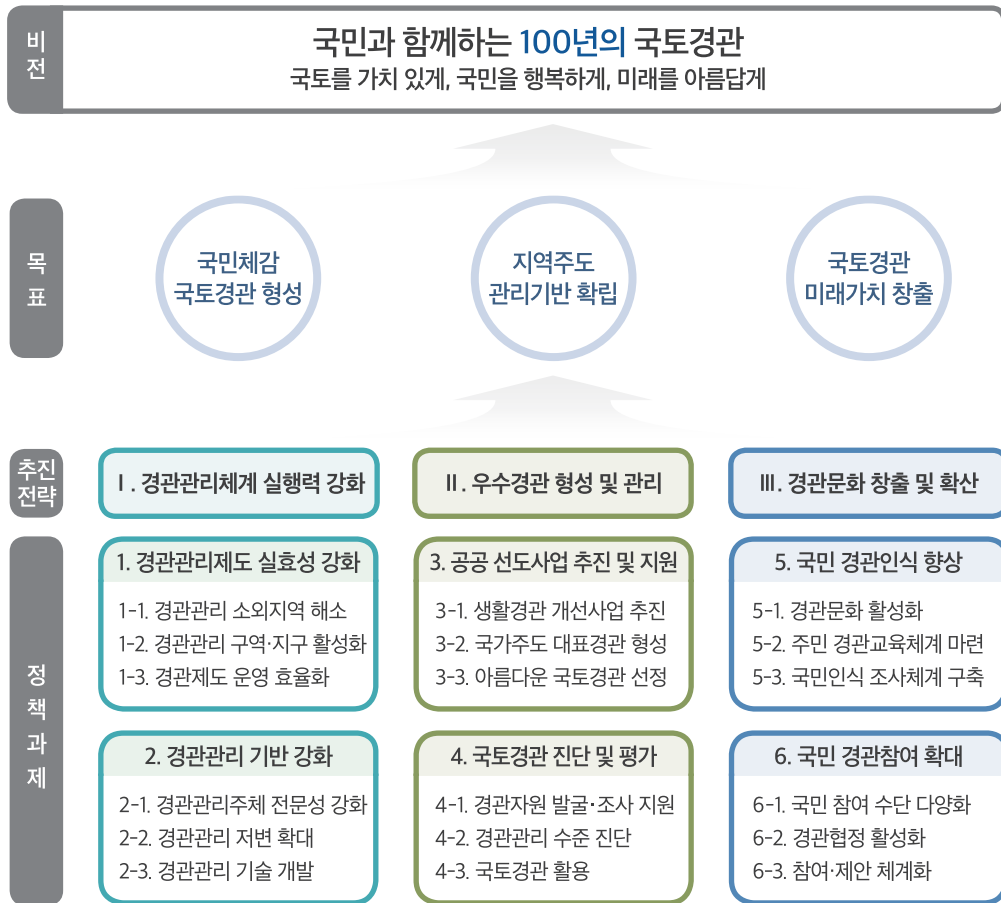 비전
국민과 함께하는 100년의 국토경관
국토를 가치 있게, 국민을 행복하게, 미래를 아름답게
목표
국민체감
국토경관 형성
지역주도
관리기반 확립
국토경관
미래가치 창출
추진
전략
Ⅰ. 경관관리체계 실행력 강화
Ⅱ. 우수경관 형성 및 관리
Ⅲ. 경관문화 창출 및 확산
정책과제
1. 경관관리제도 실효성 강화
1-1. 경관관리 소외지역 해소
1-2. 경관관리 구역·지구 활성화
1-3. 경관제도 운영 효율화
3. 공공 선도사업 추진 및 지원
3-1. 생활경관 개선사업 추진
3-2. 국가주도 대표경관 형성
3-3. 아름다운 국토경관 선정
5. 국민 경관인식 향상
5-1. 경관문화 활성화
5-2. 주민 경관교육체계 마련
5-3. 국민인식 조사체계 구축
2. 경관관리 기반 강화
2-1. 경관관리주체 전문성 강화
2-2. 경관관리 저변 확대
2-3. 경관관리 기술 개발
4. 국토경관 진단 및 평가
4-1. 경관자원 발굴·조사 지원
4-2. 경관관리 수준 진단
4-3. 국토경관 활용
6. 국민 경관참여 확대
6-1. 국민 참여 수단 다양화
6-2. 경관협정 활성화
6-3. 참여·제안 체계화